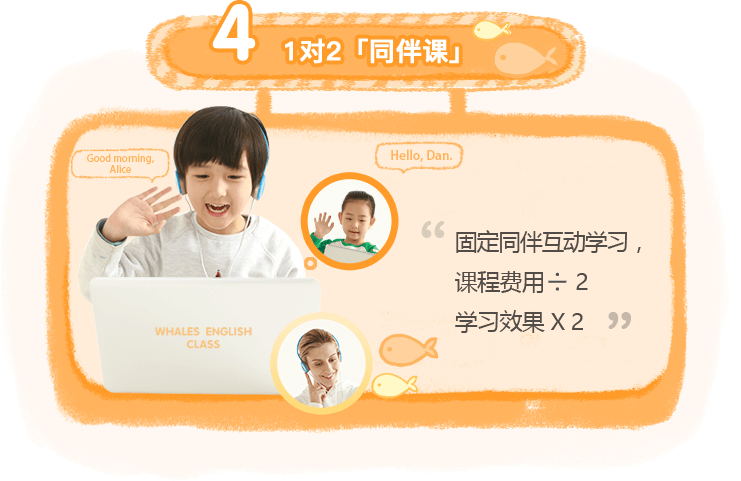 4
1对2「同伴课」
Good morning,
Alice
Hello, Dan.
“固定同伴互动学习，
课程费用÷ 2
学习效果 X 2”
WHALES ENGLISH
CLASS